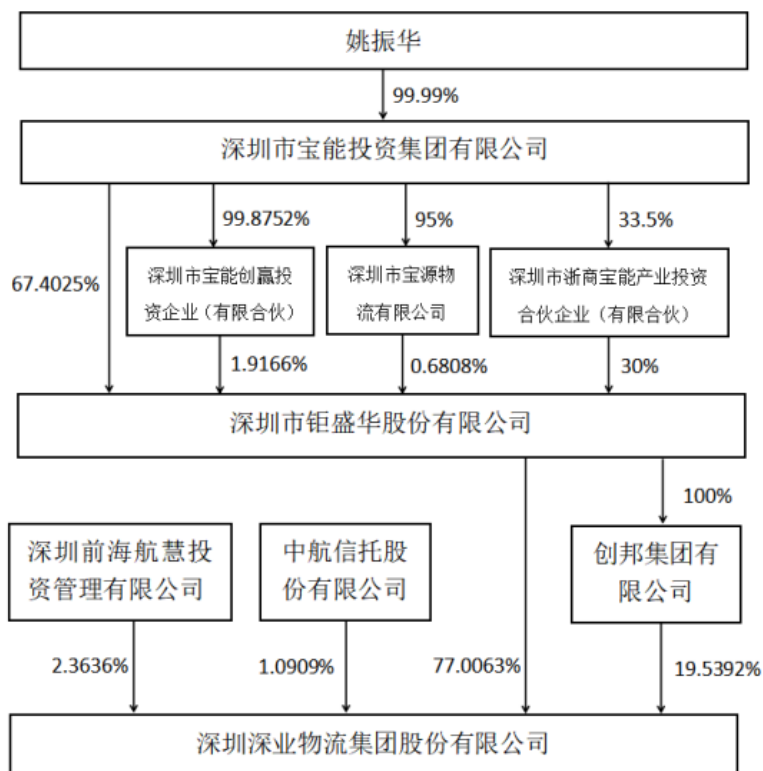 姚振华
99.99%
深圳市宝能投资集团有限公司
99.8752%
95%
33.5%
67.4025%
深圳市宝能创赢投
资企业（有限合伙）
深圳市宝源物
流有限公司
深圳市浙商宝能产业投资
合伙企业（有限合伙）
1.9166%
0.6808%
30%
深圳市钜盛华股份有限公司
100%
深圳前海航慧投
资管理有限公司
中航信托股
份有限公司
创邦集团有
限公司
2.3636%
1.0909%
77.0063%
19.5392%
深圳深业物流集团股份有限公司